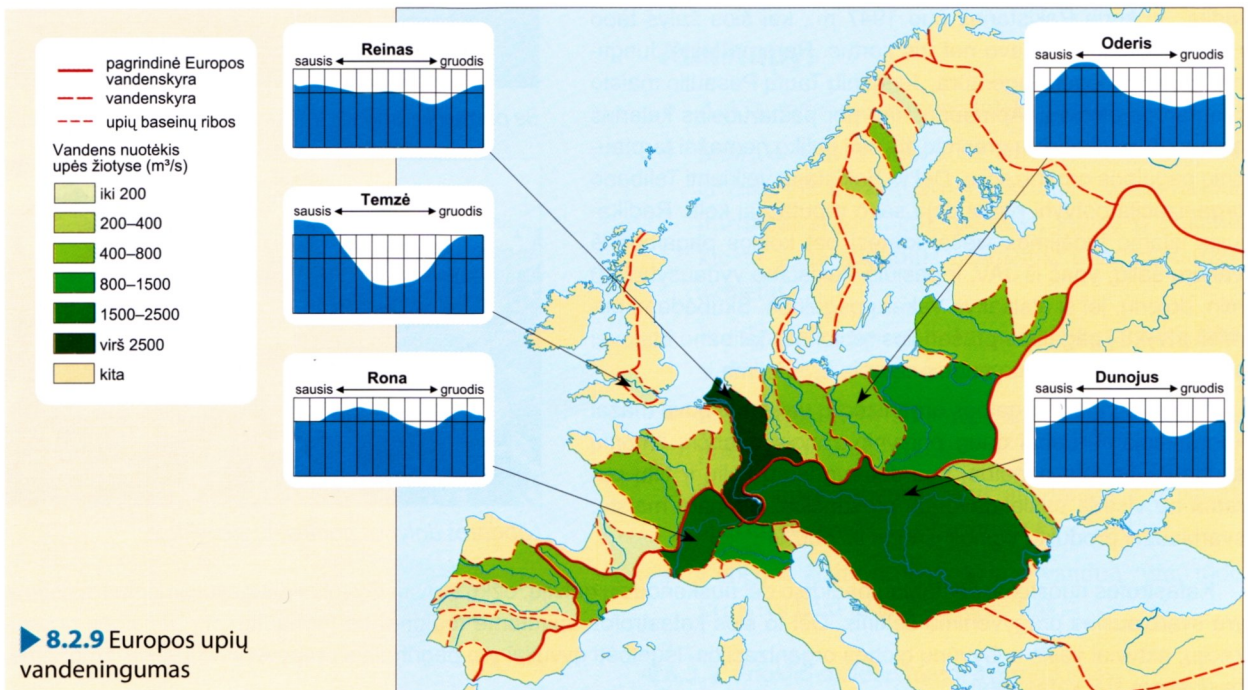 pagrindinė Europos
vandenskyra
vandenskyra
upių baseinų ribos
Vandens nuotėkis
upės žiotyse (m³/s)
iki 200
200–400
400–800
800–1500
1500–2500
virš 2500
kita
Reinas
sausis gruodis
Temzė
sausis gruodis
Rona
sausis gruodis
Oderis
sausis gruodis
Dunojus
sausis gruodis
8.2.9 Europos upių
vandeningumas